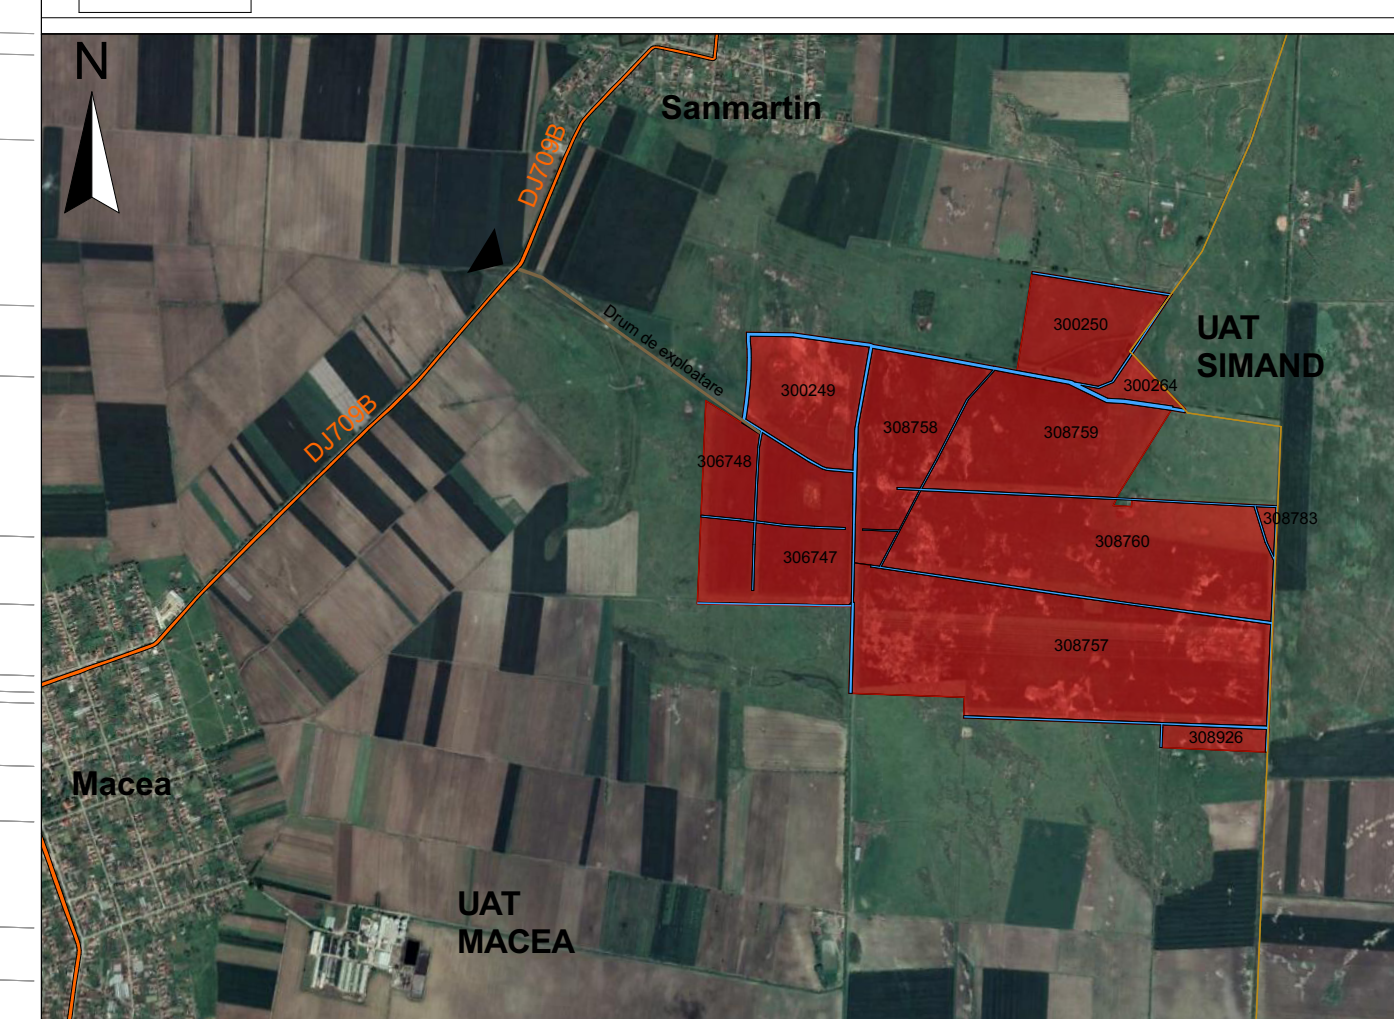 N
Sanmartin
DJ709B
300250
UAT
SIMAND
Drum de exploatare
300249
300264
308758
308759
DJ709B
306748
308783
308760
306747
308757
308926
Macea
UAT
MACEA